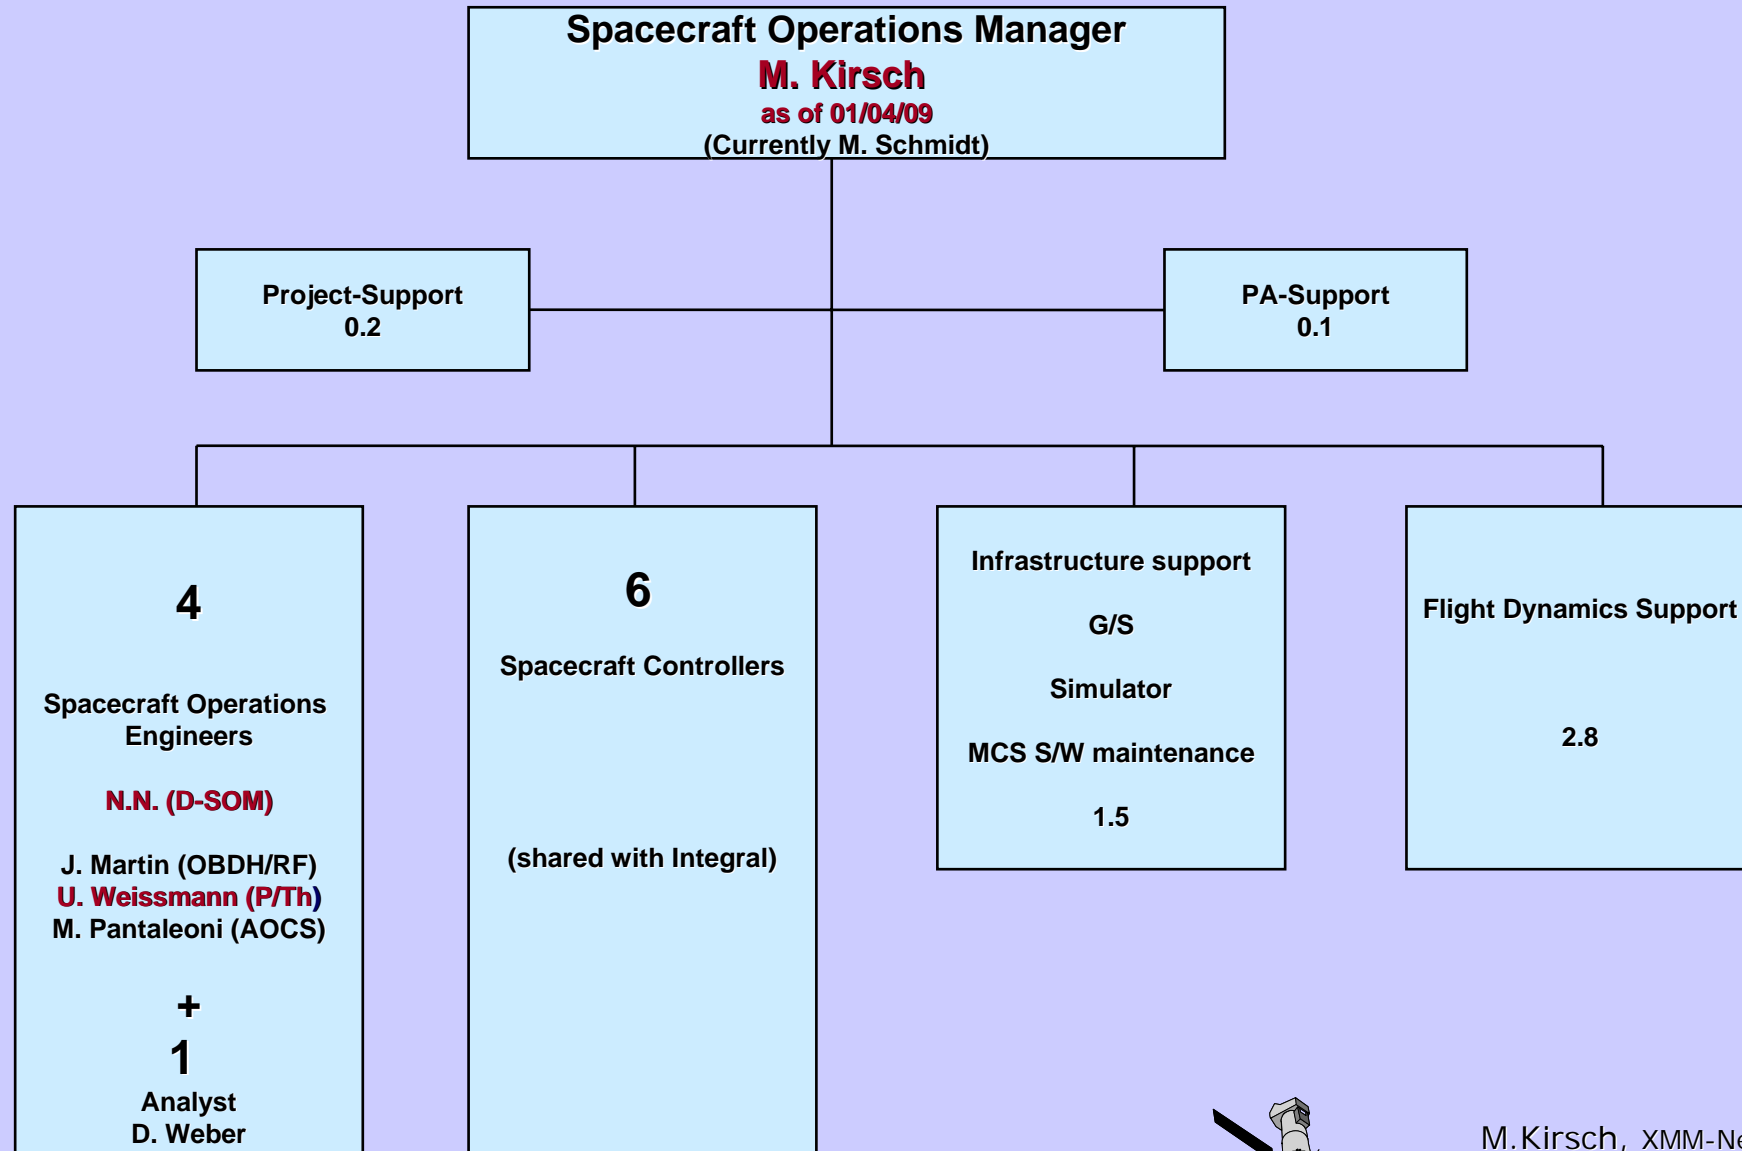 Spacecraft Operations Manager
M. Kirsch
as of 01/04/09
(Currently M. Schmidt)
Project-Support
0.2
PA-Support
0.1
4
Spacecraft Operations
Engineers
N.N. (D-SOM)
J. Martin (OBDH/RF)
U. Weissmann (P/Th)
M. Pantaleoni (AOCS)
+
1
Analyst
D. Weber
6
Spacecraft Controllers
(shared with Integral)
Infrastructure support
G/S
Simulator
MCS S/W maintenance
1.5
Flight Dynamics Support
2.8
M.Kirsch, XMM-Ne